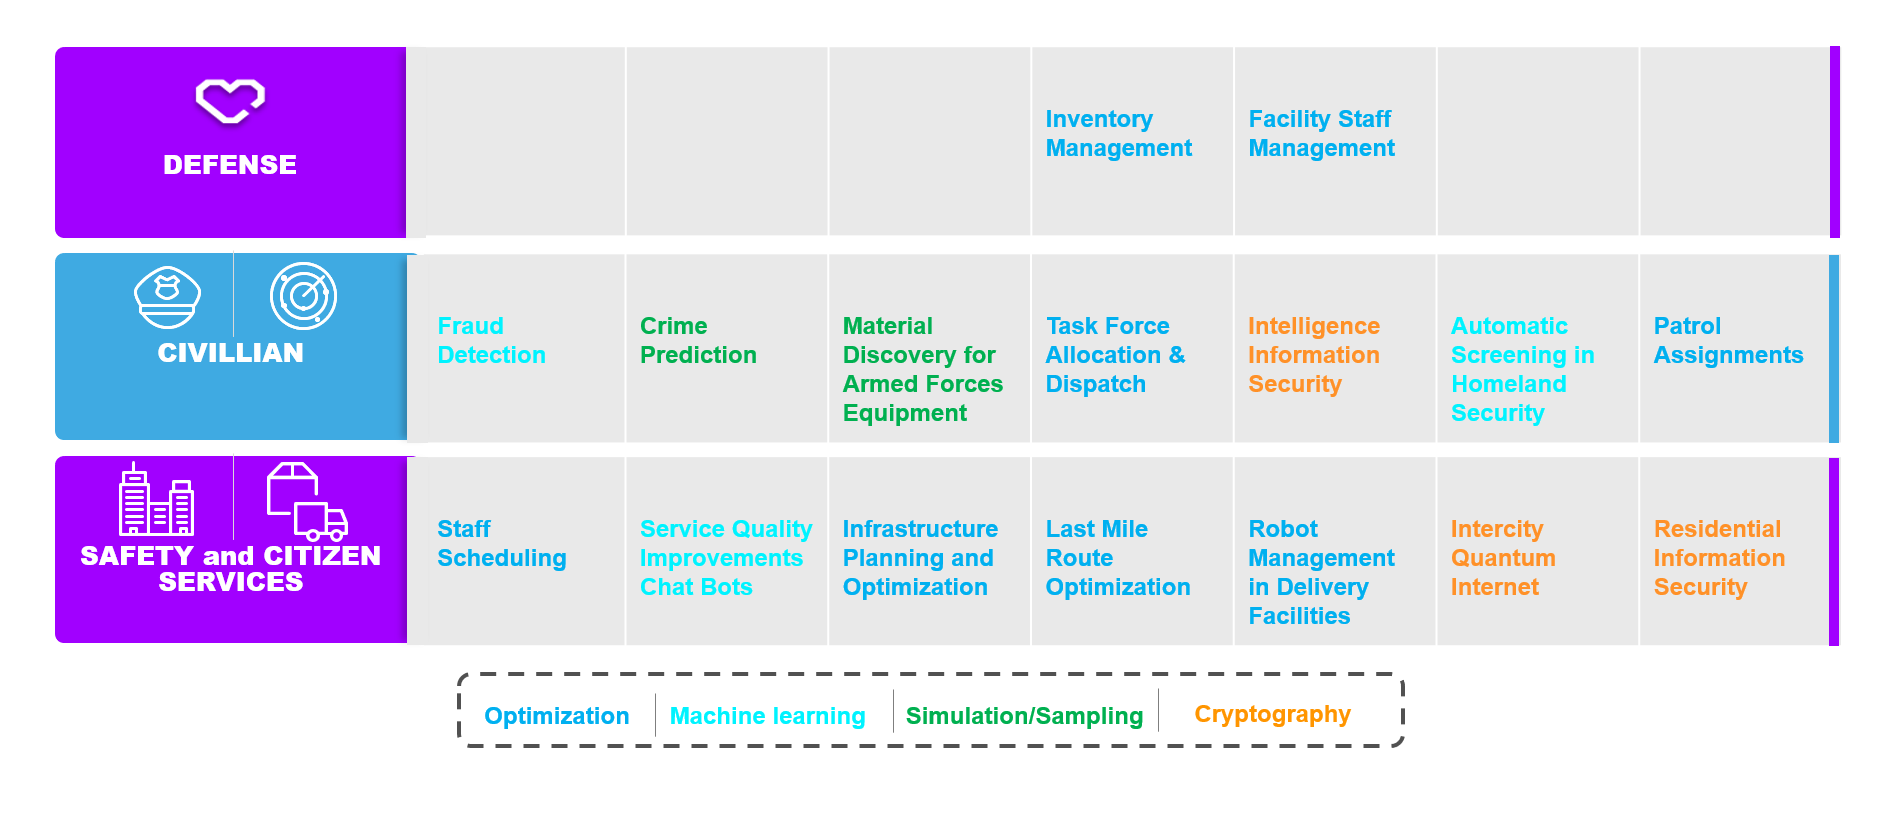 DEFENSE
Inventory
Management
Facility Staff
Management
CIVILLIAN
Fraud
Detection
Crime
Prediction
Material
Discovery for
Armed Forces
Equipment
Task Force
Allocation &
Dispatch
Intelligence
Information
Security
Automatic
Screening in
Homeland
Security
Patrol
Assignments
SAFETY and CITIZEN
SERVICES
Staff
Scheduling
Service Quality
Improvements
Chat Bots
Infrastructure
Planning and
Optimization
Last Mile
Route
Optimization
Robot
Management
in Delivery
Facilities
Intercity
Quantum
Internet
Residential
Information
Security
Optimization
Machine learning
Simulation/Sampling
Cryptography